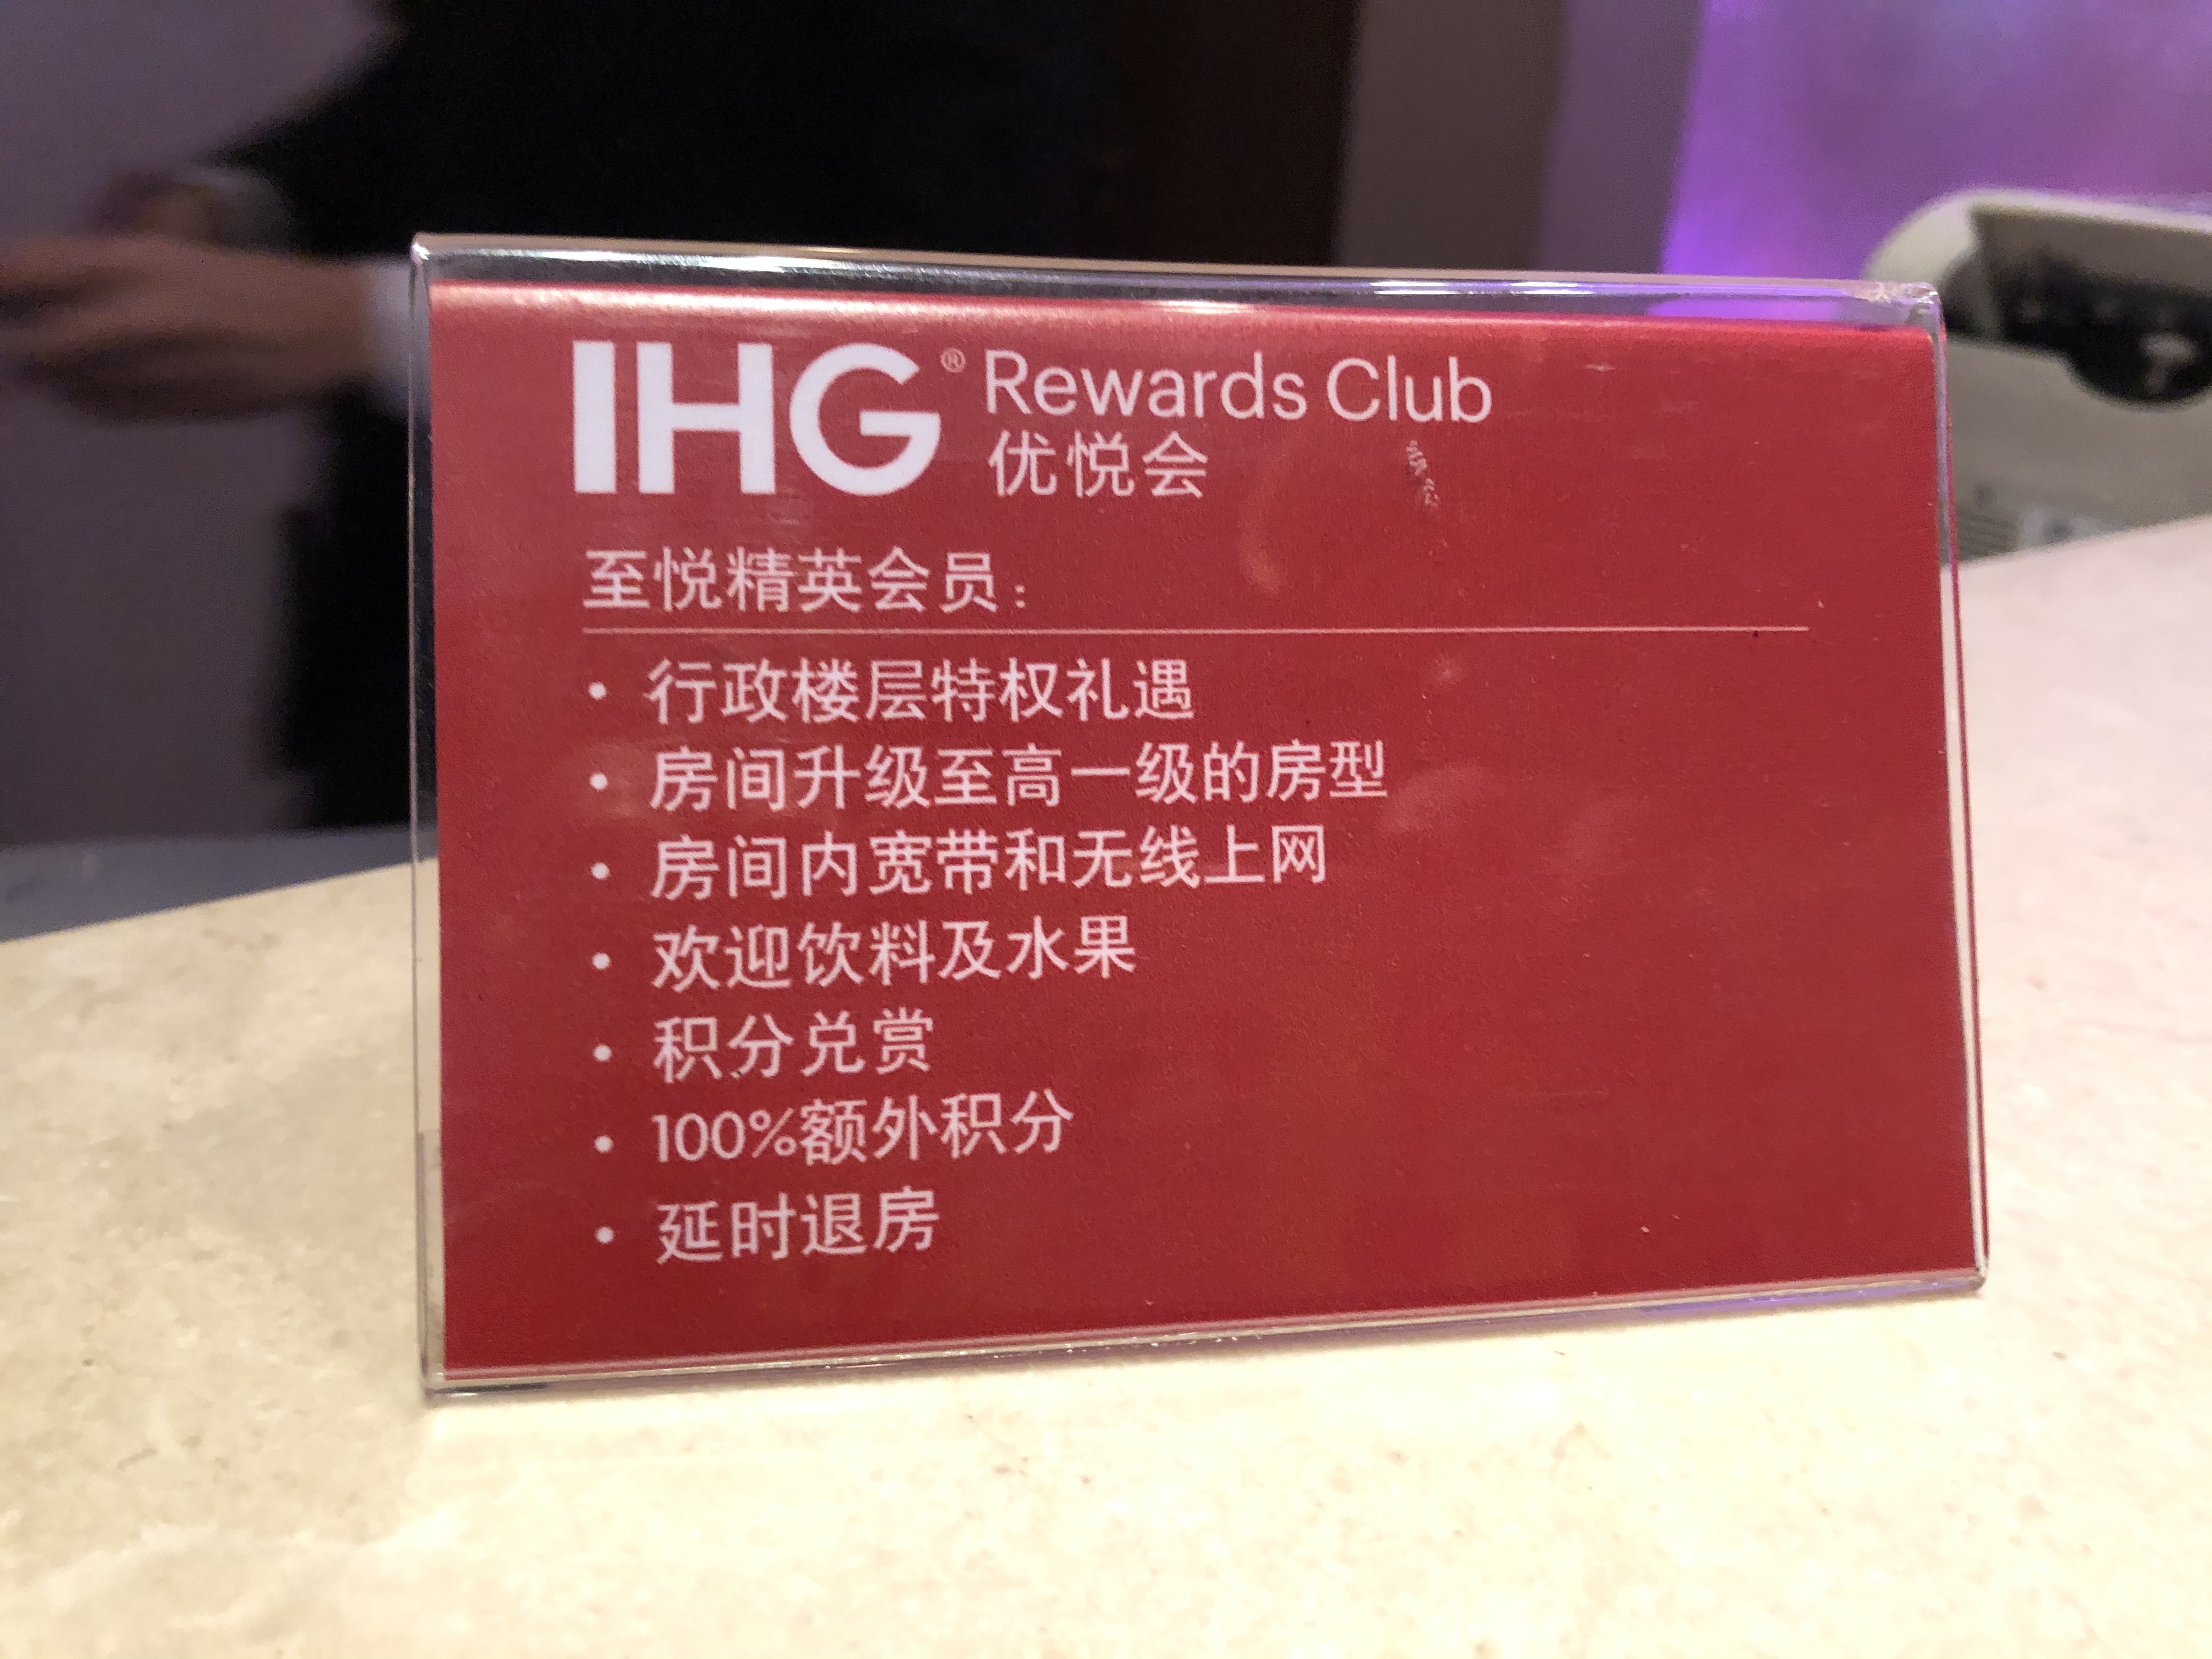 IHG® Rewards Club
优悦会
至悦精英会员：
• 行政楼层特权礼遇
• 房间升级至高一级的房型
• 房间内宽带和无线上网
• 欢迎饮料及水果
• 积分兑赏
• 100%额外积分
• 延时退房